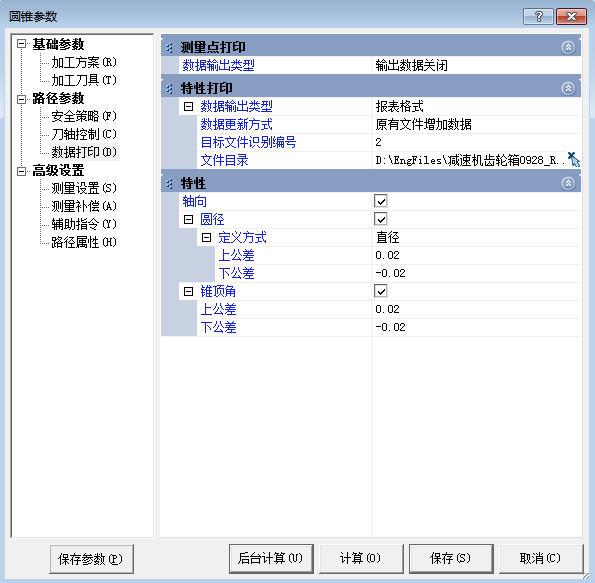 圆锥参数
基础参数
加工方案(R)
加工刀具(T)
路径参数
安全策略(F)
刀轴控制(C)
数据打印(D)
高级设置
测量设置(S)
测量补偿(A)
辅助指令(Y)
路径属性(H)
测量点打印
数据输出类型 输出数据关闭
特性打印
数据输出类型 报表格式
数据更新方式 原有文件增加数据
目标文件识别编号 2
文件目录 D:\EngFiles\减速机齿轮箱0928_R..
特性
轴向
圆径
定义方式 直径
上公差 0.02
下公差 -0.02
锥顶角
上公差 0.02
下公差 -0.02
保存参数(P) 后台计算(U) 计算(O) 保存(S) 取消(C)